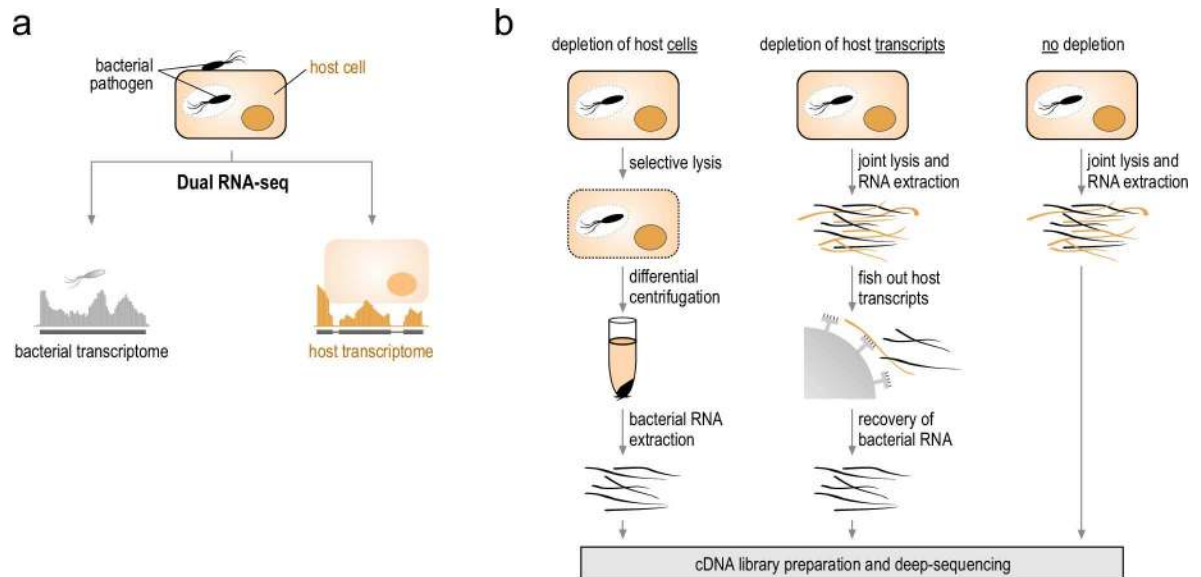 a
bacterial
pathogen
host cell
Dual RNA-seq
bacterial transcriptome
host transcriptome
b
depletion of host cells
depletion of host transcripts
no depletion
selective lysis
joint lysis and
RNA extraction
joint lysis and
RNA extraction
differential
centrifugation
fish out host
transcripts
bacterial RNA
extraction
recovery of
bacterial RNA
cDNA library preparation and deep-sequencing